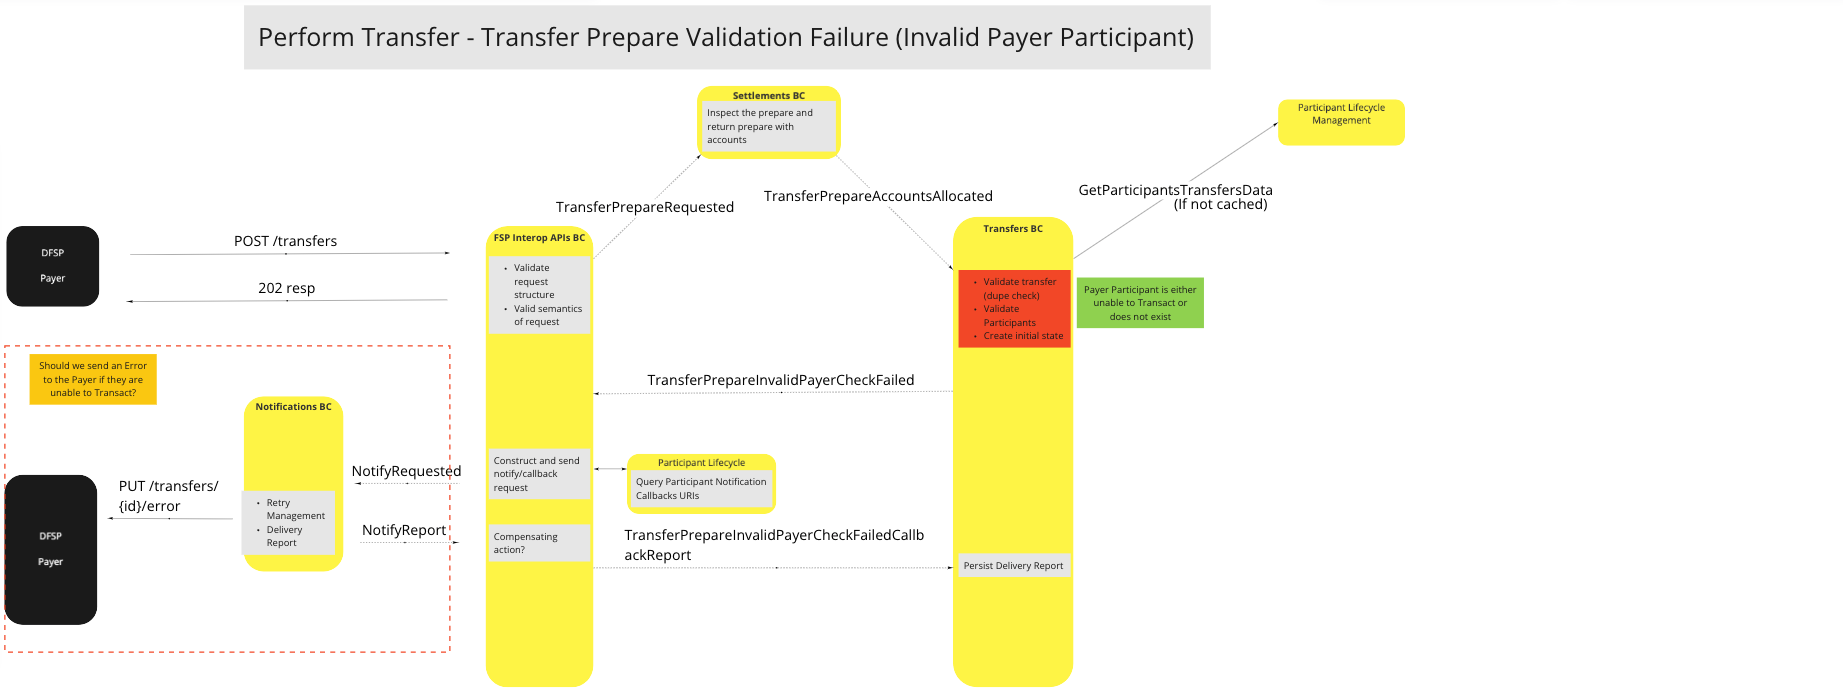 Perform Transfer - Transfer Prepare Validation Failure (Invalid Payer Participant)
Settlements BC
Inspect the prepare and
return prepare with
accounts
Participant Lifecycle
Management
TransferPrepareRequested
TransferPrepareAccountsAllocated
GetParticipantsTransfersData
(If not cached)
DFSP
Payer
POST /transfers
202 resp
FSP Interop APIs BC
• Validate
request
structure
• Valid semantics
of request
Transfers BC
• Validate transfer
(dupe check)
• Validate
Participants
• Create initial state
Payer Participant is either
unable to Transact or
does not exist
Should we send an Error
to the Payer if they are
unable to Transact?
TransferPrepareInvalidPayerCheckFailed
Notifications BC
• Retry
Management
• Delivery
Report
NotifyRequested
NotifyReport
PUT /transfers/
{id}/error
DFSP
Payer
Construct and send
notify/callback
request
Participant Lifecycle
Query Participant Notification
Callbacks URIs
Compensating
action?
TransferPrepareInvalidPayerCheckFailedCallb
ackReport
Persist Delivery Report